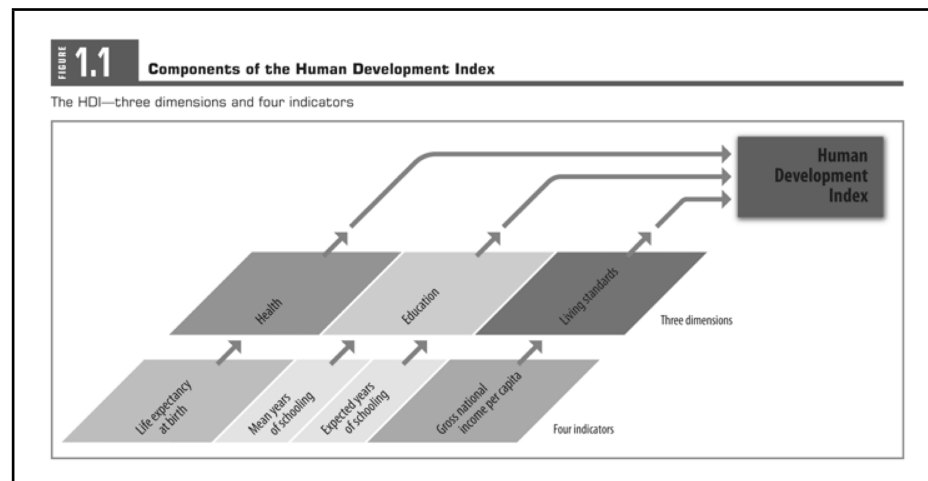 FIGURE 1.1
Components of the Human Development Index
The HDI—three dimensions and four indicators
Human
Development
Index
Health
Education
Living standards
Three dimensions
Life expectancy
at birth
Mean years
of schooling
Expected years
of schooling
Gross national
income per capita
Four indicators